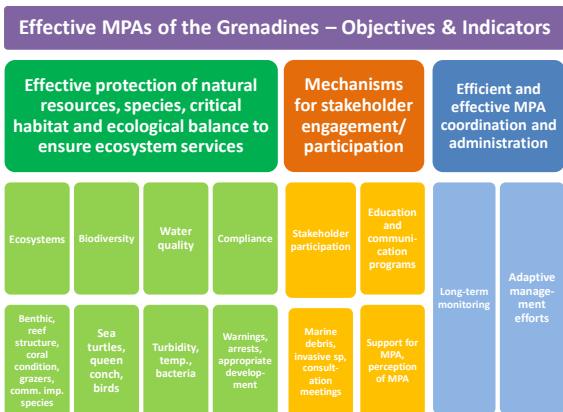 Effective MPAs of the Grenadines – Objectives & Indicators
Effective protection of natural
resources, species, critical
habitat and ecological balance to
ensure ecosystem services
Mechanisms
for stakeholder
engagement/
participation
Efficient and
effective MPA
coordination and
administration
Ecosystems
Biodiversity
Water
quality
Compliance
Stakeholder
participation
Education
and
communi-
cation
programs
Long-term
monitoring
Adaptive
manage-
ment
efforts
Benthic,
reef
structure,
coral
condition,
grazers,
comm. imp.
species
Sea
turtles,
queen
conch,
birds
Turbidity,
temp.,
bacteria
Warnings,
arrests,
appropriate
develop-
ment
Marine
debris,
invasive sp,
consult-
ation
meetings
Support for
MPA,
perception
of MPA